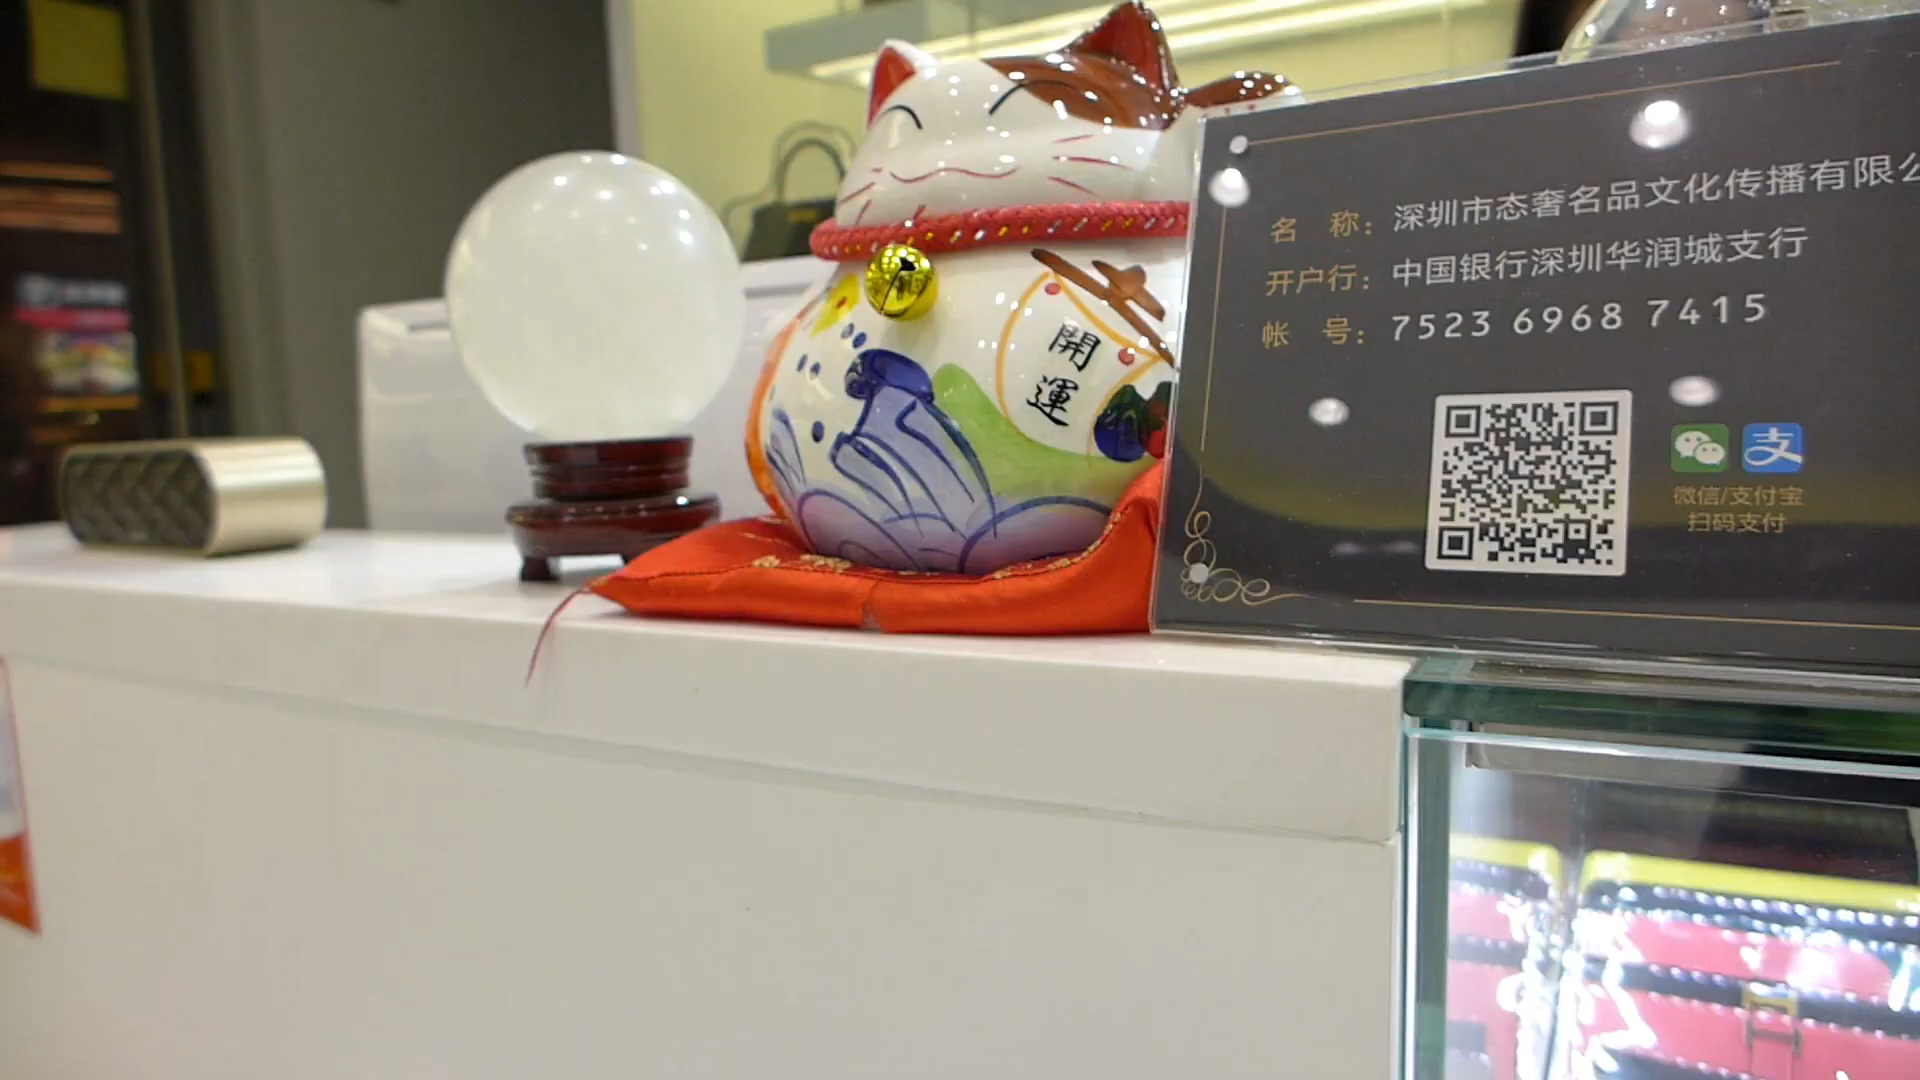 開
運
名 称：深圳市态奢名品文化传播有限公
开户行：中国银行深圳华润城支行
帐 号：7523 6968 7415
支
微信/支付宝
扫码支付